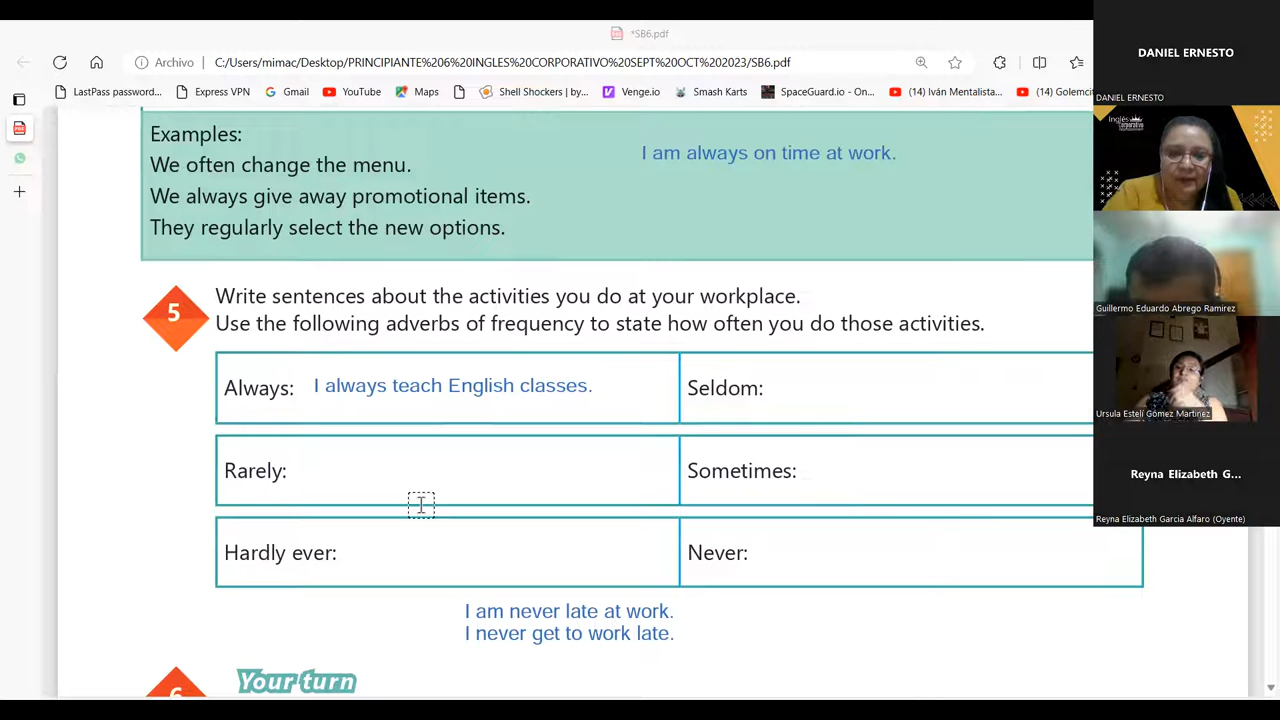 *SB6.pdf
Archivo C:/Users/mimac/Desktop/PRINCIPIANTE%206%20INGLES%20CORPORATIVO%20SEPT%20OCT%202023/SB6.pdf
LastPass password... Express VPN Gmail YouTube Maps Shell Shockers | by... Venge.io Smash Karts SpaceGuard.io - On... (14) Iván Mentalista... (14) Golemcit
Examples:
We often change the menu.
We always give away promotional items.
They regularly select the new options.
I am always on time at work.
5
Write sentences about the activities you do at your workplace.
Use the following adverbs of frequency to state how often you do those activities.
Always: I always teach English classes.
Seldom:
Rarely:
Sometimes:
Hardly ever:
Never:
I am never late at work.
I never get to work late.
6
Your turn
DANIEL ERNESTO
DANIEL ERNESTO
Inglés
Corporativo
Guillermo Eduardo Abrego Ramirez
Ursula Estelí Gómez Martinez
Reyna Elizabeth G...
Reyna Elizabeth Garcia Alfaro (Oyente)